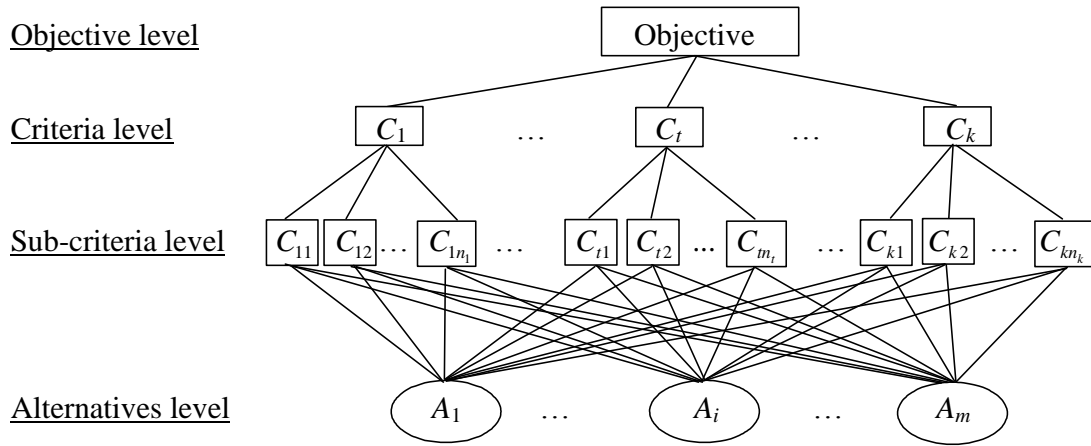 Objective level Objective
Criteria level C₁ … Cₜ … Cₖ
Sub-criteria level C₁₁ C₁₂ … C₁ₙ₁ … Cₜ₁ Cₜ₂ ... Cₜₙₜ … Cₖ₁ Cₖ₂ … Cₖₙₖ
Alternatives level A₁ … Aᵢ … Aₘ